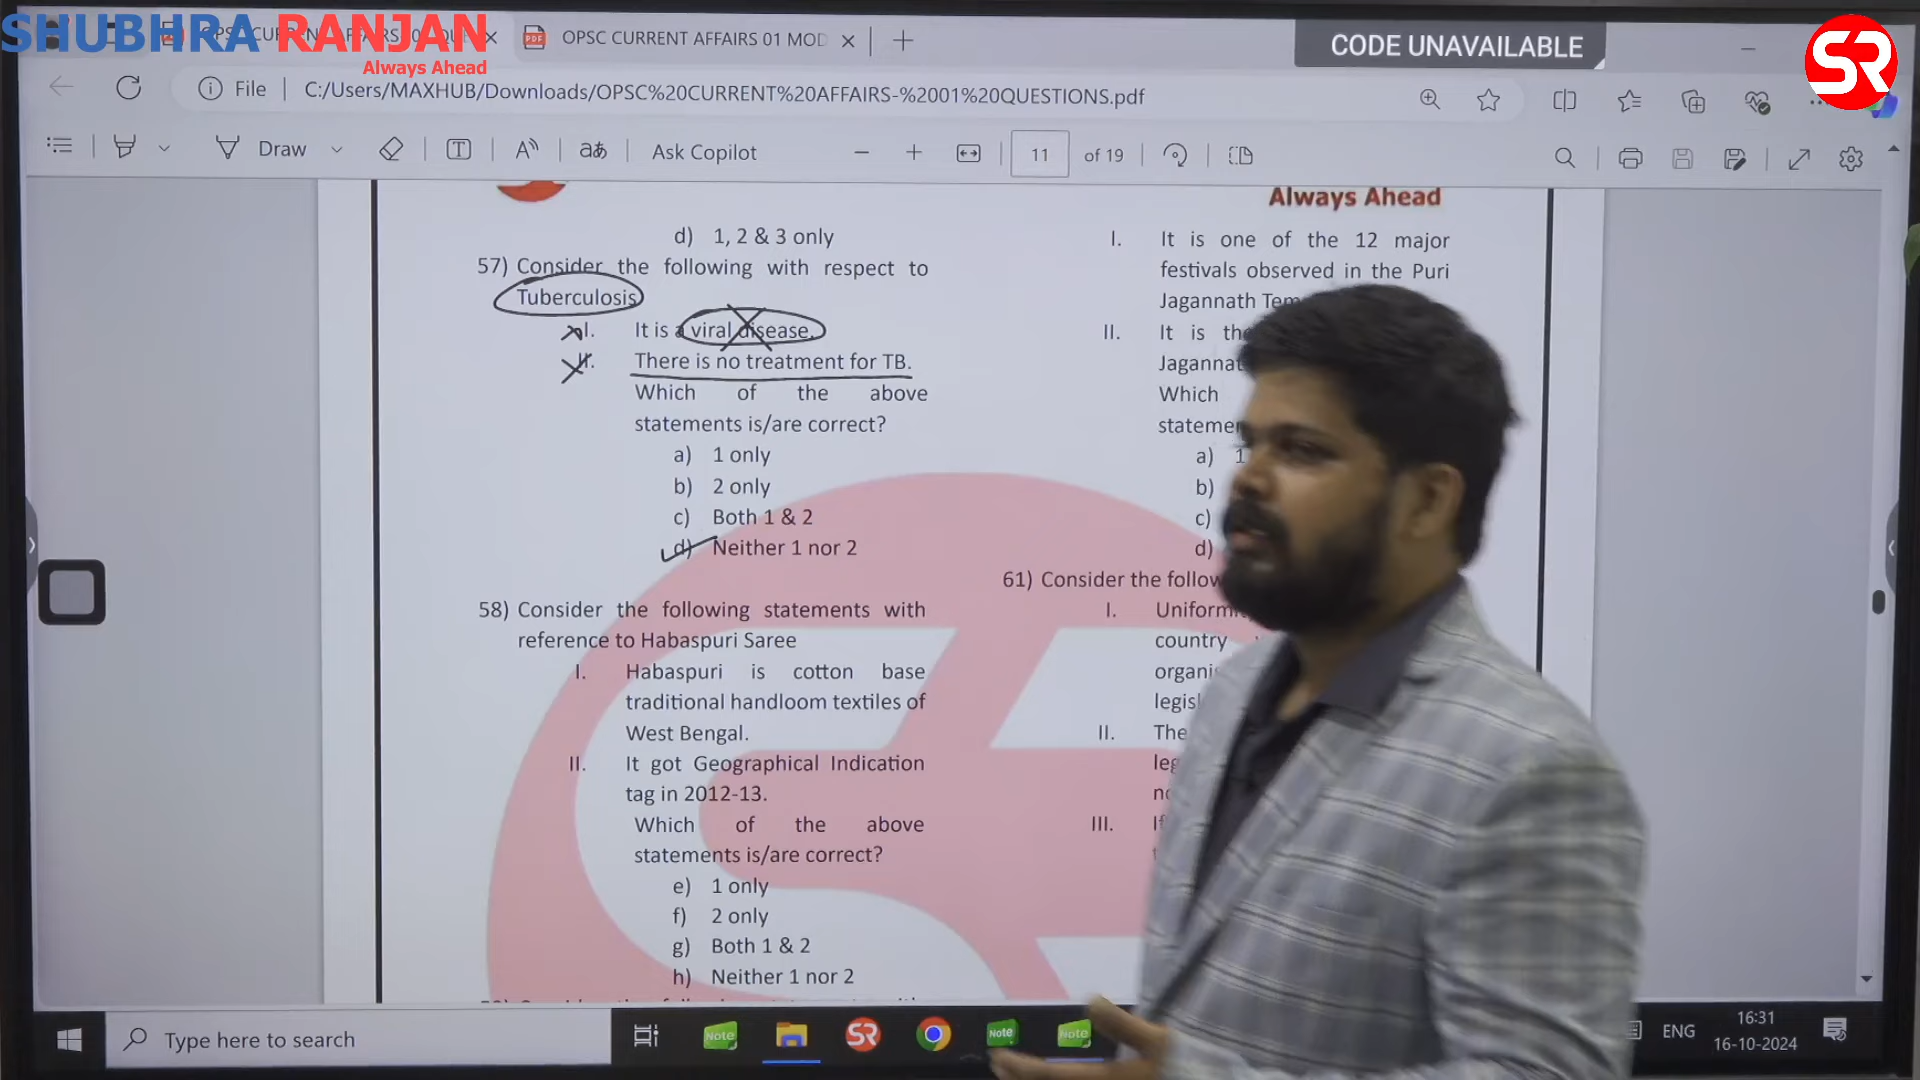 SHUBHRA RANJAN
Always Ahead
OPSC CURRENT AFFAIRS 01 MOD
CODE UNAVAILABLE
SR
File
C:/Users/MAXHUB/Downloads/OPSC%20CURRENT%20AFFAIRS-%2001%20QUESTIONS.pdf
Draw
Ask Copilot
11 of 19
Always Ahead
d) 1, 2 & 3 only
57) Consider the following with respect to
Tuberculosis
I. It is a viral disease.
II. There is no treatment for TB.
Which of the above
statements is/are correct?
a) 1 only
b) 2 only
c) Both 1 & 2
d) Neither 1 nor 2
58) Consider the following statements with
reference to Habaspuri Saree
I. Habaspuri is cotton base
traditional handloom textiles of
West Bengal.
II. It got Geographical Indication
tag in 2012-13.
Which of the above
statements is/are correct?
e) 1 only
f) 2 only
g) Both 1 & 2
h) Neither 1 nor 2
I. It is one of the 12 major
festivals observed in the Puri
Jagannath
II. It is
Which
a) 1
b)
c)
d)
61) Consider the
I.
country
II. The
III. If
Type here to search
Note
SR
Note
Note
ENG
16:31
16-10-2024